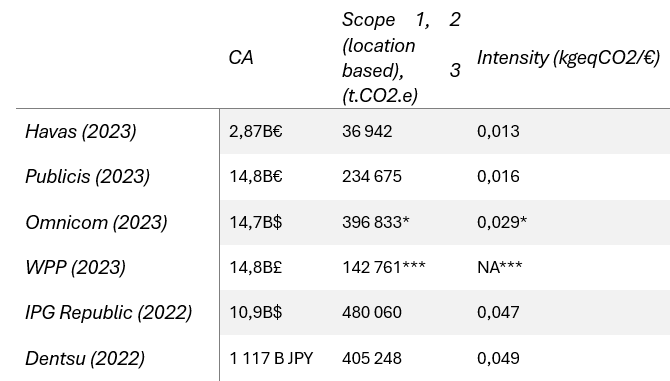 CA
Scope 1, 2
(location
based), 3
(t.CO2.e)
Intensity (kgeqCO2/€)
Havas (2023) 2,87B€ 36 942 0,013
Publicis (2023) 14,8B€ 234 675 0,016
Omnicom (2023) 14,7B$ 396 833* 0,029*
WPP (2023) 14,8B£ 142 761*** NA***
IPG Republic (2022) 10,9B$ 480 060 0,047
Dentsu (2022) 1 117 B JPY 405 248 0,049